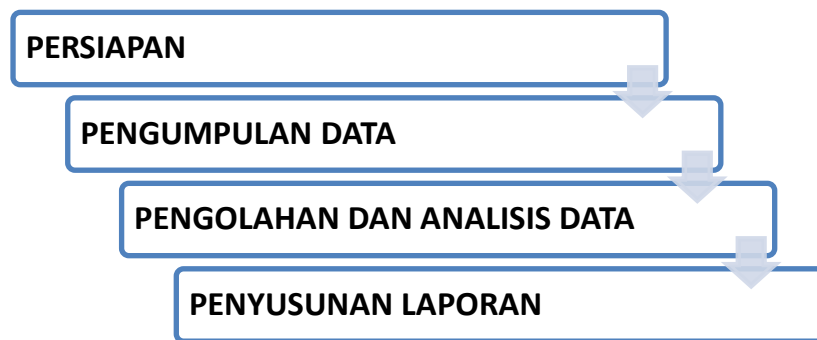 PERSIAPAN
PENGUMPULAN DATA
PENGOLAHAN DAN ANALISIS DATA
PENYUSUNAN LAPORAN